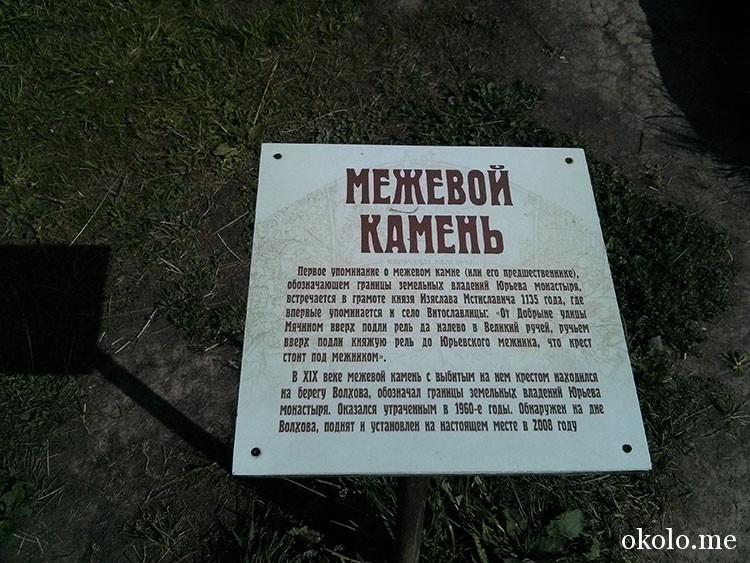 МЕЖЕВОЙ
КАМЕНЬ
Первое упоминание о межевом камне (или его предшественнике),
обозначающем границы земельных владений Юрьева монастыря,
встречается в грамоте князя Изяслава Мстиславича 1135 года, где
впервые упоминается и село Витославлицы: «От Добрыне улицы
Мячином вверх подли рель да налево в Великий ручей, ручьем
вверх подли княжую рель до Юрьевского межника, что крест
стоит под межником».
В XIX веке межевой камень с выбитым на нем крестом находился
на берегу Волхова, обозначал границы земельных владений Юрьева
монастыря. Оказался утраченным в 1960-е годы. Обнаружен на дне
Волхова, поднят и установлен на настоящем месте в 2008 году
okolo.me